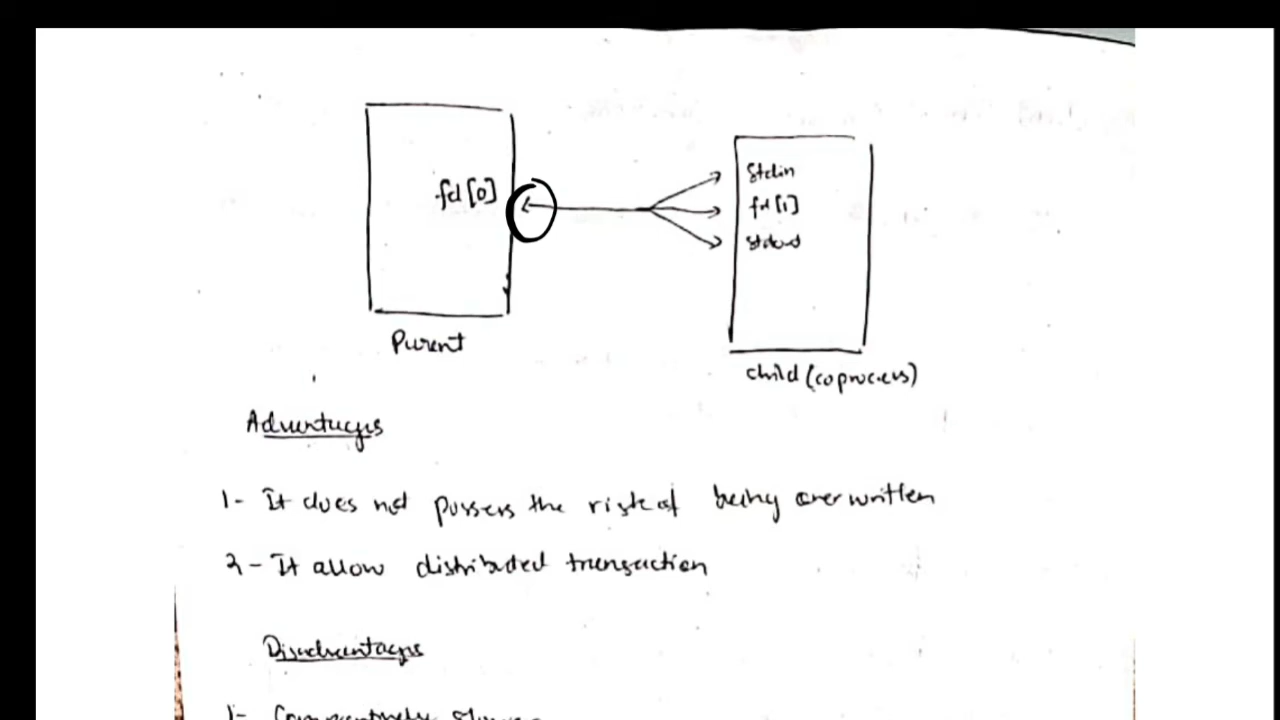 fd[0]
stdin
fd[1]
stdout
Parent
child (coprocess)
Advantages
1- It does not possess the risk of being overwritten
2- It allow distributed transaction
Disadvantages
1-